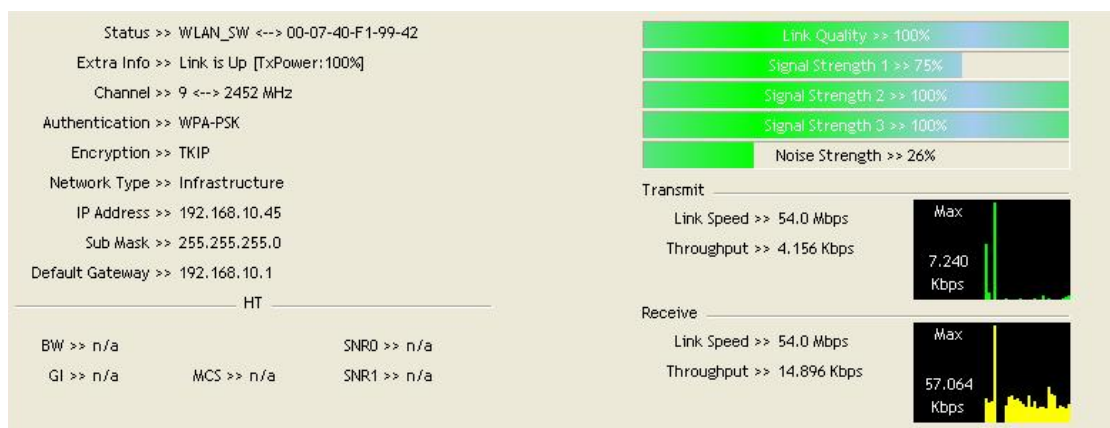 Status >> WLAN_SW <--> 00-07-40-F1-99-42
Extra Info >> Link is Up [TxPower:100%]
Channel >> 9 <--> 2452 MHz
Authentication >> WPA-PSK
Encryption >> TKIP
Network Type >> Infrastructure
IP Address >> 192.168.10.45
Sub Mask >> 255.255.255.0
Default Gateway >> 192.168.10.1
HT
BW >> n/a
SNR0 >> n/a
GI >> n/a
MCS >> n/a
SNR1 >> n/a
Link Quality >> 100%
Signal Strength 1 >> 75%
Signal Strength 2 >> 100%
Signal Strength 3 >> 100%
Noise Strength >> 26%
Transmit
Link Speed >> 54.0 Mbps
Throughput >> 4.156 Kbps
Max
7.240
Kbps
Receive
Link Speed >> 54.0 Mbps
Throughput >> 14.896 Kbps
Max
57.064
Kbps